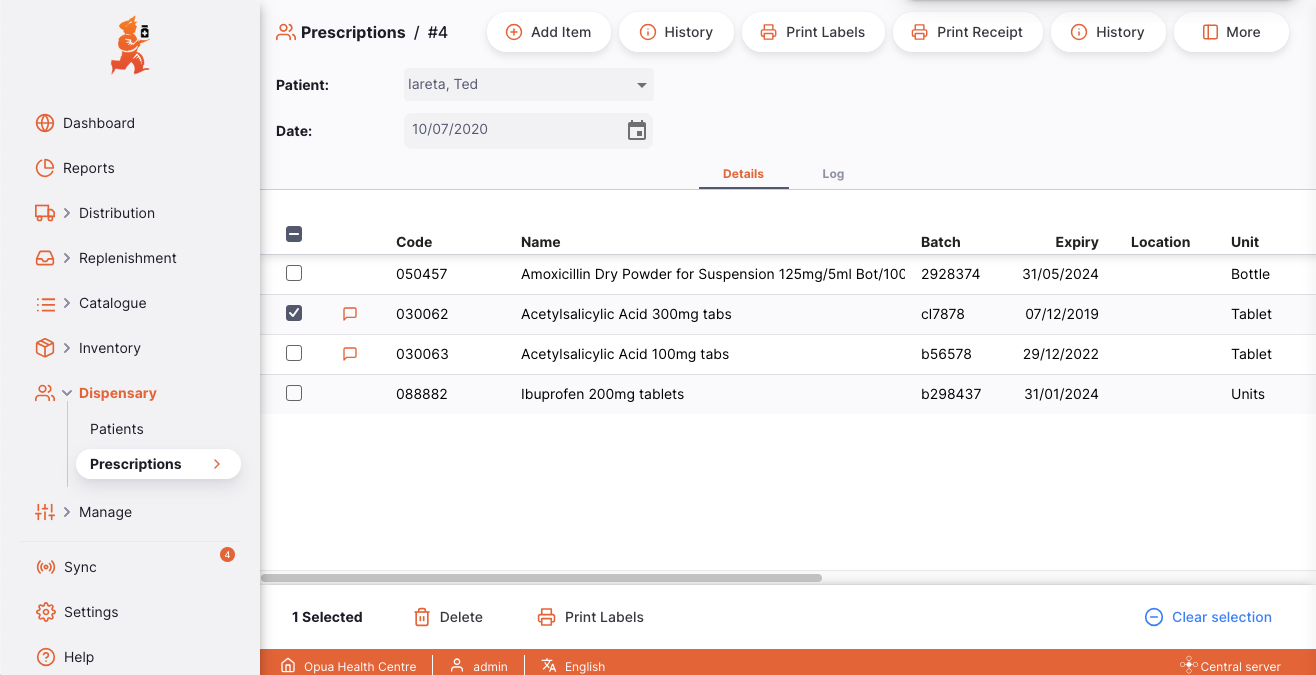 Prescriptions / #4
Add Item
History
Print Labels
Print Receipt
History
More
Patient:
lareta, Ted
Date:
10/07/2020
Details
Log
Dashboard
Reports
Distribution
Replenishment
Catalogue
Inventory
Dispensary
Patients
Prescriptions
Manage
Sync
4
Settings
Help
Code Name Batch Expiry Location Unit
050457 Amoxicillin Dry Powder for Suspension 125mg/5ml Bot/100 2928374 31/05/2024 Bottle
030062 Acetylsalicylic Acid 300mg tabs cl7878 07/12/2019 Tablet
030063 Acetylsalicylic Acid 100mg tabs b56578 29/12/2022 Tablet
088882 Ibuprofen 200mg tablets b298437 31/01/2024 Units
1 Selected
Delete
Print Labels
Clear selection
Opua Health Centre
admin
English
Central server